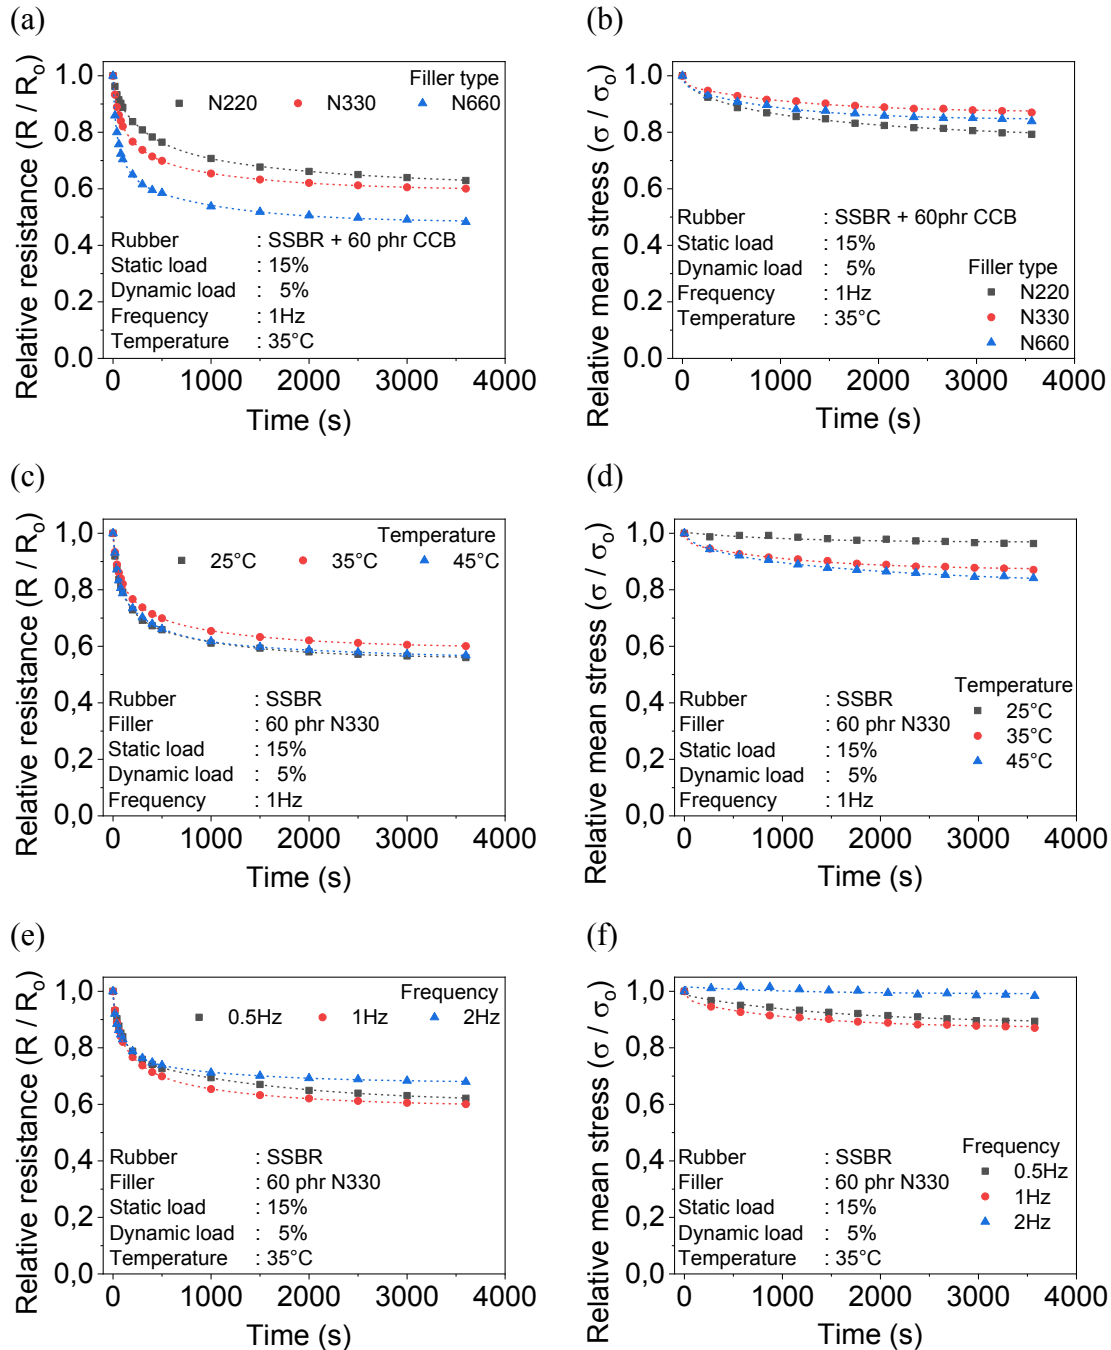 (a)
Relative resistance (R / R₀)
1.0
0.8
0.6
0.4
0.2
0.0
Filler type
N220 N330 N660
Rubber : SSBR + 60 phr CCB
Static load : 15%
Dynamic load : 5%
Frequency : 1Hz
Temperature : 35°C
0 1000 2000 3000 4000
Time (s)
(b)
Relative mean stress (σ / σ₀)
1.0
0.8
0.6
0.4
0.2
0.0
Rubber : SSBR + 60phr CCB
Static load : 15%
Dynamic load : 5%
Frequency : 1Hz
Temperature : 35°C
Filler type
N220
N330
N660
0 1000 2000 3000 4000
Time (s)
(c)
Relative resistance (R / R₀)
1,0
0,8
0,6
0,4
0,2
0,0
Temperature
25°C 35°C 45°C
Rubber : SSBR
Filler : 60 phr N330
Static load : 15%
Dynamic load : 5%
Frequency : 1Hz
0 1000 2000 3000 4000
Time (s)
(d)
Relative mean stress (σ / σ₀)
1,0
0,8
0,6
0,4
0,2
0,0
Rubber : SSBR
Filler : 60 phr N330
Static load : 15%
Dynamic load : 5%
Frequency : 1Hz
Temperature
25°C
35°C
45°C
0 1000 2000 3000 4000
Time (s)
(e)
Relative resistance (R / R₀)
1,0
0,8
0,6
0,4
0,2
0,0
Frequency
0.5Hz 1Hz 2Hz
Rubber : SSBR
Filler : 60 phr N330
Static load : 15%
Dynamic load : 5%
Temperature : 35°C
0 1000 2000 3000 4000
Time (s)
(f)
Relative mean stress (σ / σ₀)
1,0
0,8
0,6
0,4
0,2
0,0
Rubber : SSBR
Filler : 60 phr N330
Static load : 15%
Dynamic load : 5%
Temperature : 35°C
Frequency
0.5Hz
1Hz
2Hz
0 1000 2000 3000 4000
Time (s)